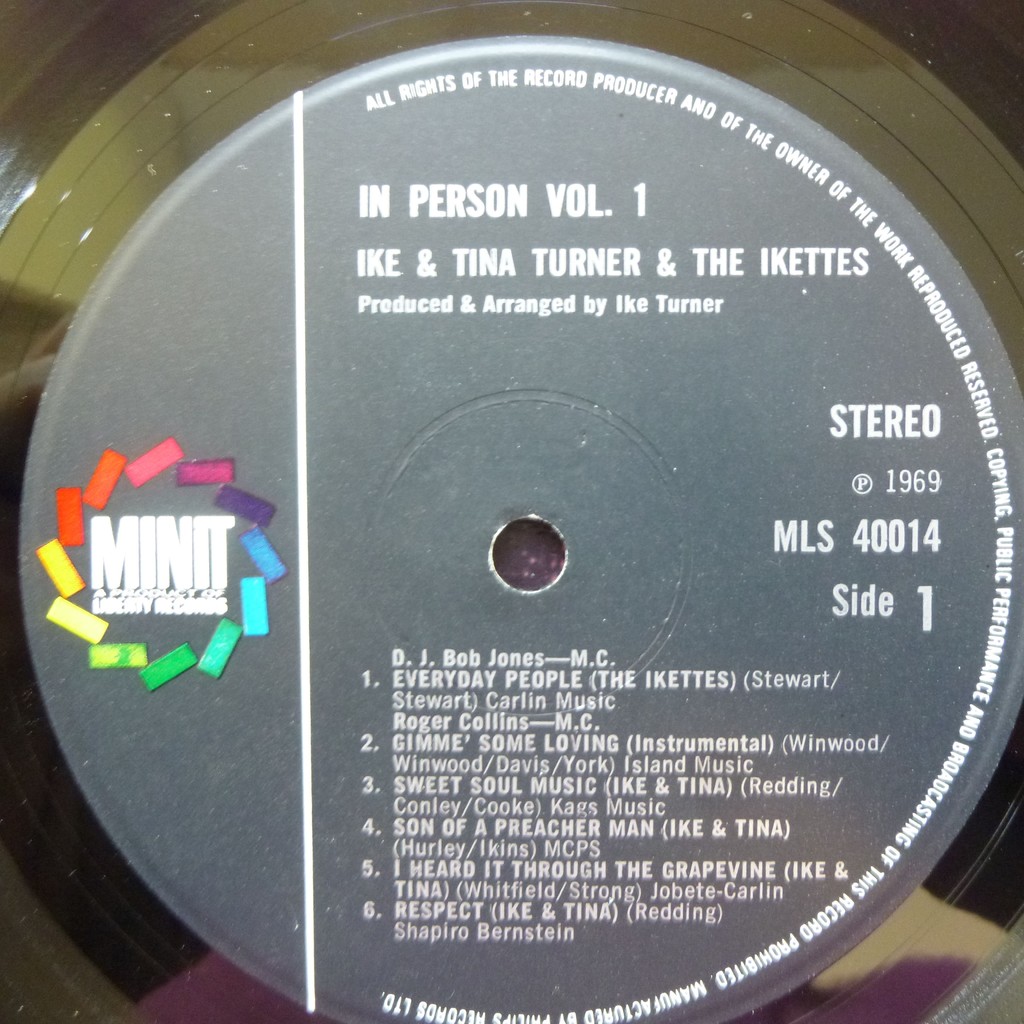 ALL RIGHTS OF THE RECORD PRODUCER AND OF THE OWNER OF THE WORK REPRODUCED RESERVED. COPYING, PUBLIC PERFORMANCE AND BROADCASTING OF THIS RECORD PROHIBITED. MANUFACTURED BY PHILIPS RECORDS LTD.
IN PERSON VOL. 1
IKE & TINA TURNER & THE IKETTES
Produced & Arranged by Ike Turner
STEREO
℗ 1969
MLS 40014
Side 1
MINIT
A PRODUCT OF
LIBERTY RECORDS
D. J. Bob Jones—M.C.
1. EVERYDAY PEOPLE (THE IKETTES) (Stewart/
Stewart) Carlin Music
Roger Collins—M.C.
2. GIMME' SOME LOVING (Instrumental) (Winwood/
Winwood/Davis/York) Island Music
3. SWEET SOUL MUSIC (IKE & TINA) (Redding/
Conley/Cooke) Kags Music
4. SON OF A PREACHER MAN (IKE & TINA)
(Hurley/Ikins) MCPS
5. I HEARD IT THROUGH THE GRAPEVINE (IKE &
TINA) (Whitfield/Strong) Jobete-Carlin
6. RESPECT (IKE & TINA) (Redding)
Shapiro Bernstein